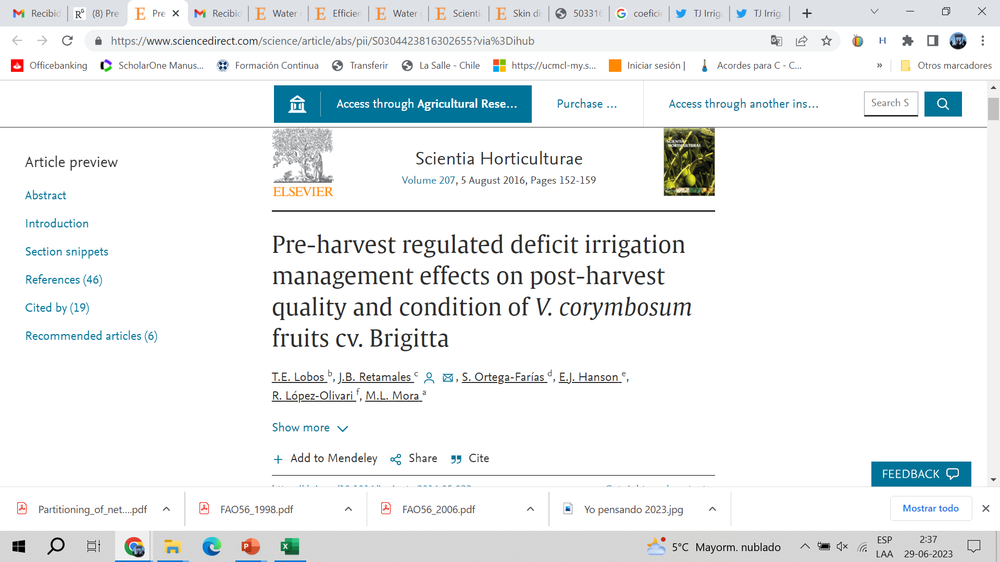 Recibid
(8) Pre-
Pre
Recibid
Water
Efficien
Water
Scientia
Skin dis
503316
coeficie
TJ Irriga
TJ Irriga
https://www.sciencedirect.com/science/article/abs/pii/S0304423816302655?via%3Dihub
Officebanking
ScholarOne Manus...
Formación Continua
Transferir
La Salle - Chile
https://ucmcl-my.s...
Iniciar sesión |
Acordes para C - C...
»
Otros marcadores
Access through Agricultural Rese...
Purchase ...
Access through another ins...
Search S
Article preview
Abstract
Introduction
Section snippets
References (46)
Cited by (19)
Recommended articles (6)
ELSEVIER
Scientia Horticulturae
Volume 207, 5 August 2016, Pages 152-159
SCIENTIA
HORTICULTURAE
Pre-harvest regulated deficit irrigation
management effects on post-harvest
quality and condition of V. corymbosum
fruits cv. Brigitta
T.E. Lobos b, J.B. Retamales c, S. Ortega-Farías d, E.J. Hanson e,
R. López-Olivari f, M.L. Mora a
Show more
Add to Mendeley
Share
Cite
FEEDBACK
Partitioning_of_net....pdf
FAO56_1998.pdf
FAO56_2006.pdf
Yo pensando 2023.jpg
Mostrar todo
5°C Mayorm. nublado
ESP
LAA
2:37
29-06-2023